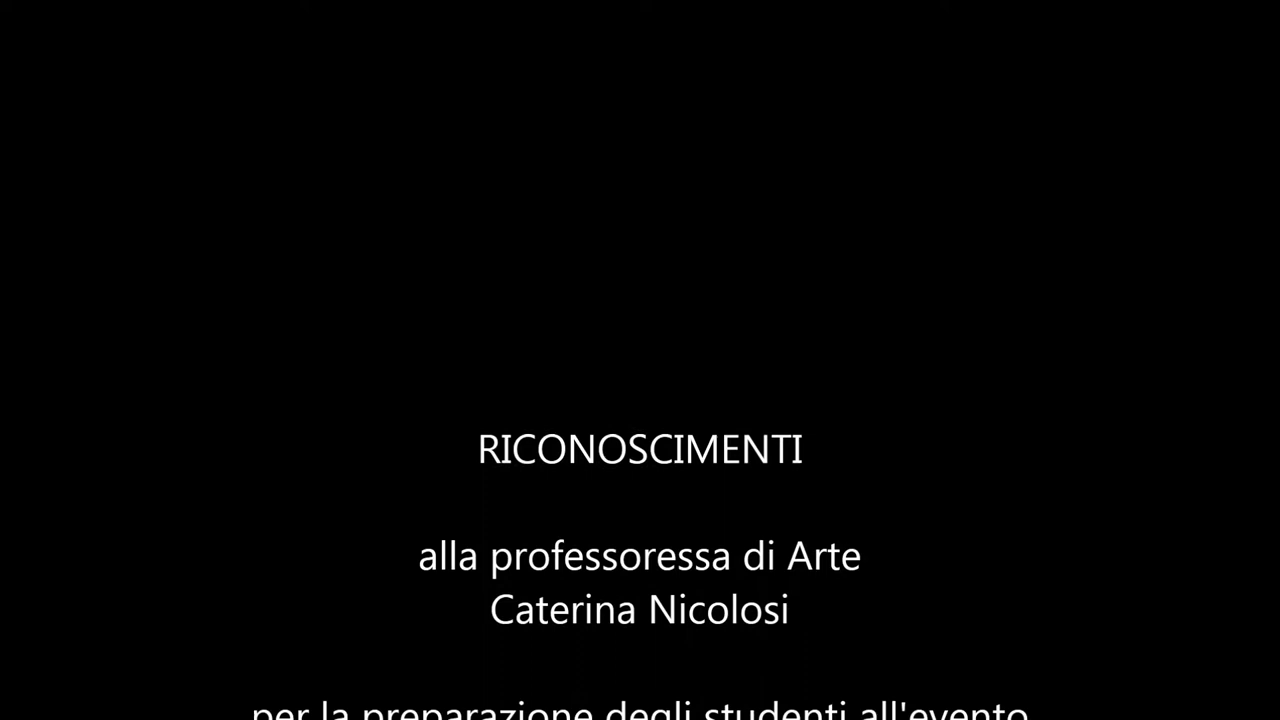 RICONOSCIMENTI
alla professoressa di Arte
Caterina Nicolosi
per la preparazione degli studenti all'evento